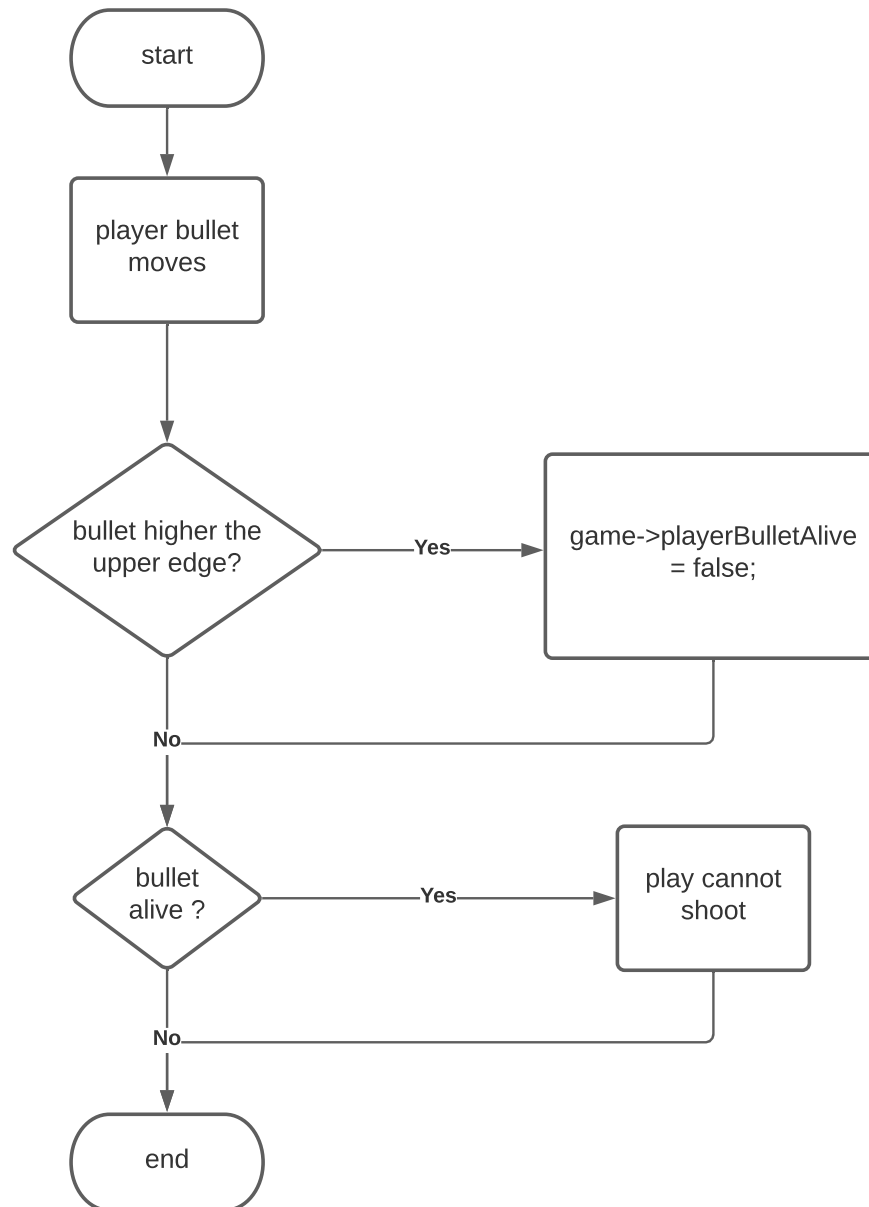 start
player bullet
moves
bullet higher the
upper edge?
Yes
game->playerBulletAlive
= false;
No
bullet
alive ?
Yes
play cannot
shoot
No
end